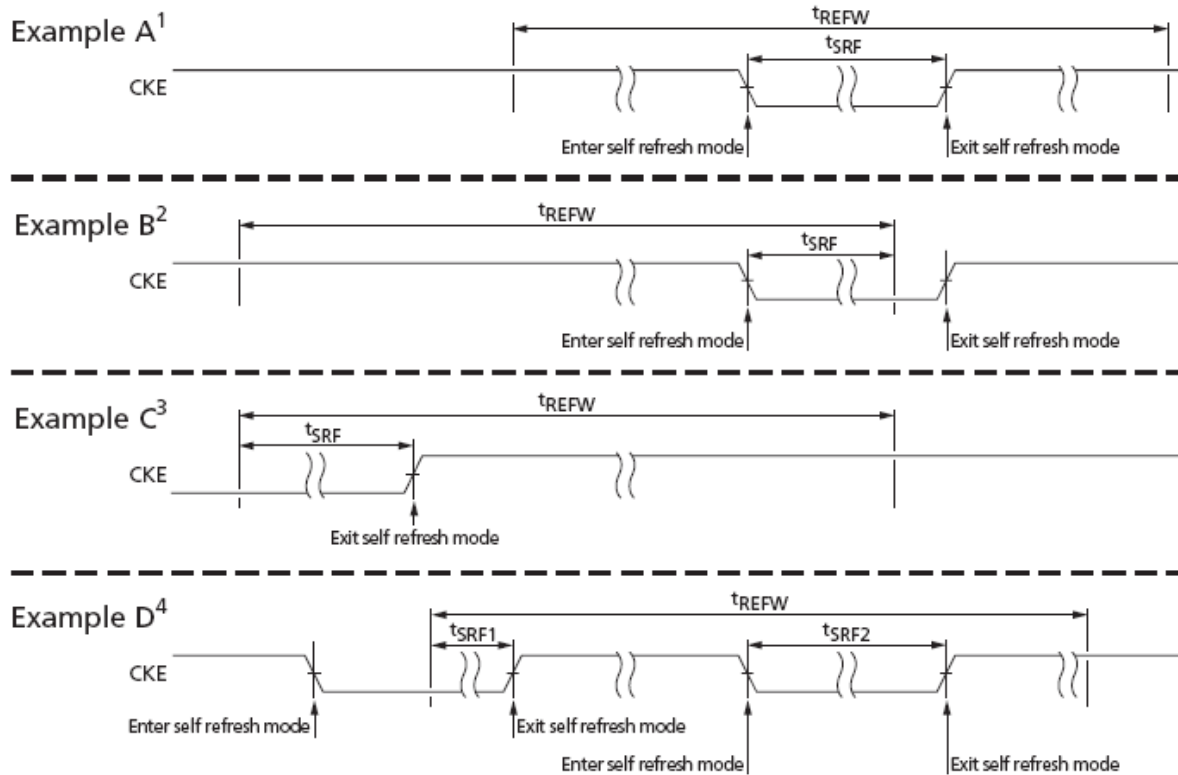 Example A¹
tREFW
tSRF
CKE
Enter self refresh mode
Exit self refresh mode
Example B²
tREFW
tSRF
CKE
Enter self refresh mode
Exit self refresh mode
Example C³
tREFW
tSRF
CKE
Exit self refresh mode
Example D⁴
tREFW
tSRF1
tSRF2
CKE
Enter self refresh mode
Exit self refresh mode
Enter self refresh mode
Exit self refresh mode